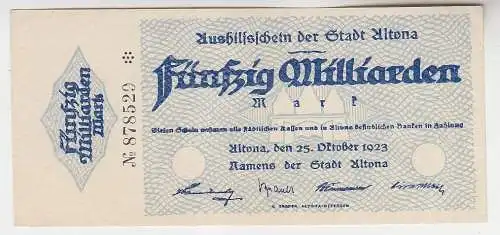 Aushilfsschein der Stadt Altona
Fünfzig Milliarden
Mark
Diesen Schein nehmen alle städtischen Kassen und in Altona befindlichen Banken in Zahlung
Altona, den 25. Oktober 1923
Namens der Stadt Altona
Fünfzig
Milliarden
Mark
№ 878529